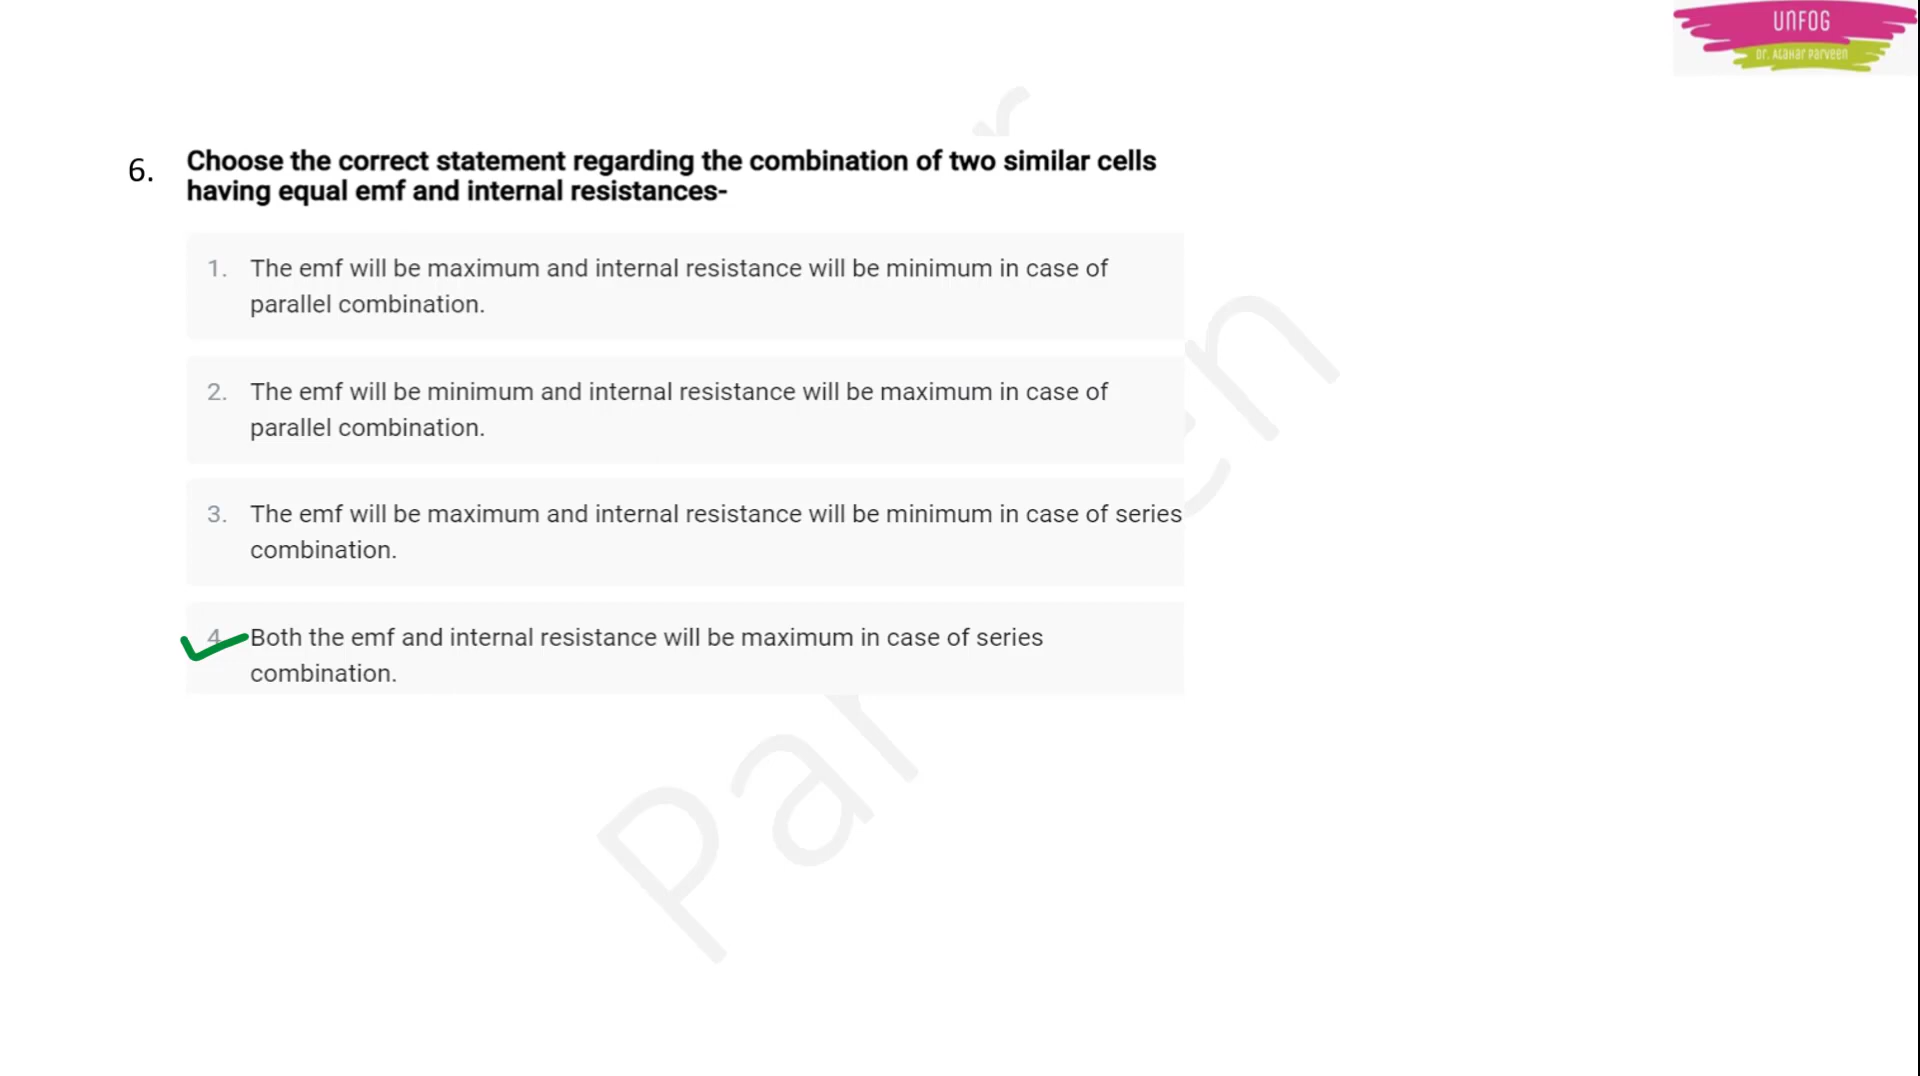 UNFOG
Dr. Alahar Parveen
6.
Choose the correct statement regarding the combination of two similar cells
having equal emf and internal resistances-
1. The emf will be maximum and internal resistance will be minimum in case of
parallel combination.
2. The emf will be minimum and internal resistance will be maximum in case of
parallel combination.
3. The emf will be maximum and internal resistance will be minimum in case of series
combination.
4. Both the emf and internal resistance will be maximum in case of series
combination.